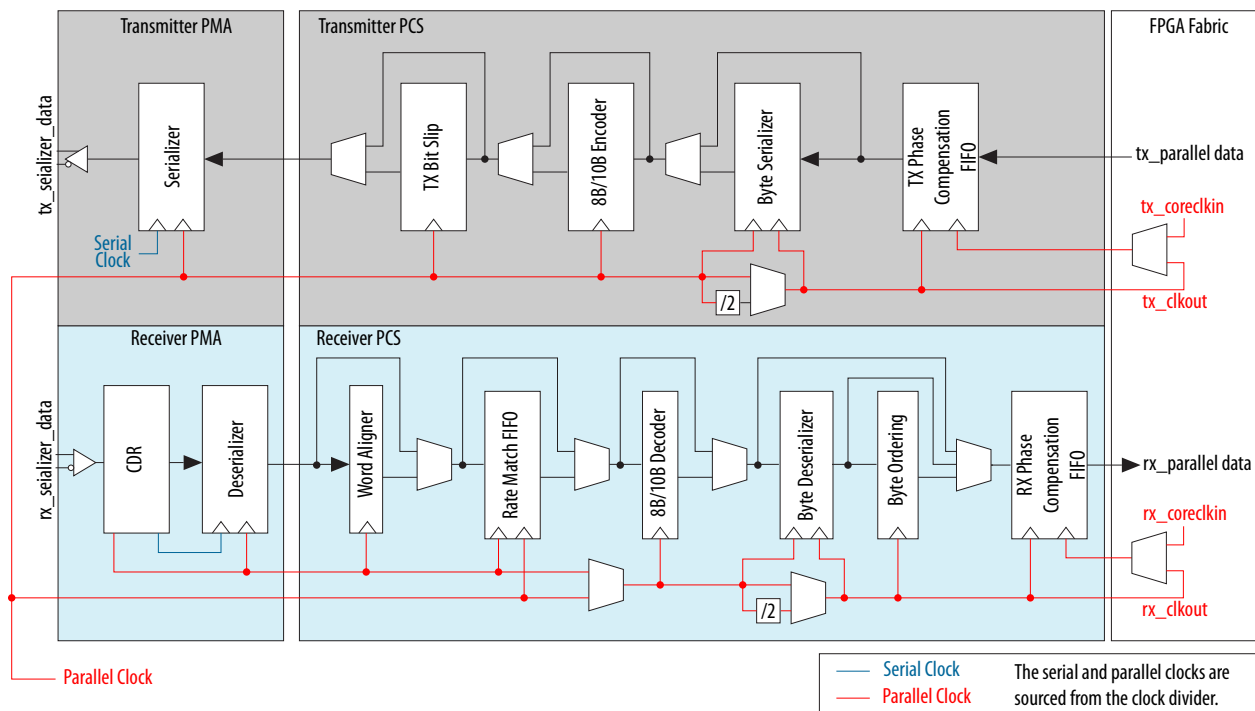 Transmitter PMA
Transmitter PCS
FPGA Fabric
tx_seializer_data
Serializer
TX Bit Slip
8B/10B Encoder
Byte Serializer
TX Phase
Compensation
FIFO
tx_parallel data
tx_coreclkin
Serial
Clock
/2
tx_clkout
Receiver PMA
Receiver PCS
rx_seializer_data
CDR
Deserializer
Word Aligner
Rate Match FIFO
8B/10B Decoder
Byte Deserializer
Byte Ordering
RX Phase
Compensation
FIFO
rx_parallel data
rx_coreclkin
/2
rx_clkout
Parallel Clock
Serial Clock
Parallel Clock
The serial and parallel clocks are
sourced from the clock divider.